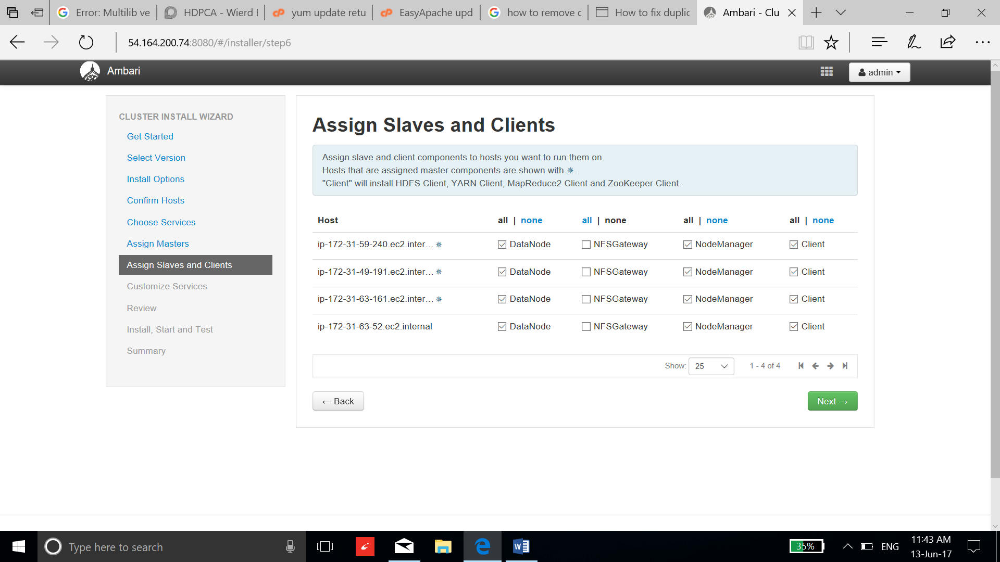 Error: Multilib ve
HDPCA - Wierd I
yum update retu
EasyApache upd
how to remove c
How to fix duplic
Ambari - Clu
54.164.200.74:8080/#/installer/step6
Ambari
admin
CLUSTER INSTALL WIZARD
Get Started
Select Version
Install Options
Confirm Hosts
Choose Services
Assign Masters
Assign Slaves and Clients
Customize Services
Review
Install, Start and Test
Summary
Assign Slaves and Clients
Assign slave and client components to hosts you want to run them on.
Hosts that are assigned master components are shown with ✵.
"Client" will install HDFS Client, YARN Client, MapReduce2 Client and ZooKeeper Client.
Host all | none all | none all | none all | none
ip-172-31-59-240.ec2.inter... ✵ DataNode NFSGateway NodeManager Client
ip-172-31-49-191.ec2.inter... ✵ DataNode NFSGateway NodeManager Client
ip-172-31-63-161.ec2.inter... ✵ DataNode NFSGateway NodeManager Client
ip-172-31-63-52.ec2.internal DataNode NFSGateway NodeManager Client
Show: 25 1 - 4 of 4
← Back
Next →
Type here to search
35%
ENG
11:43 AM
13-Jun-17